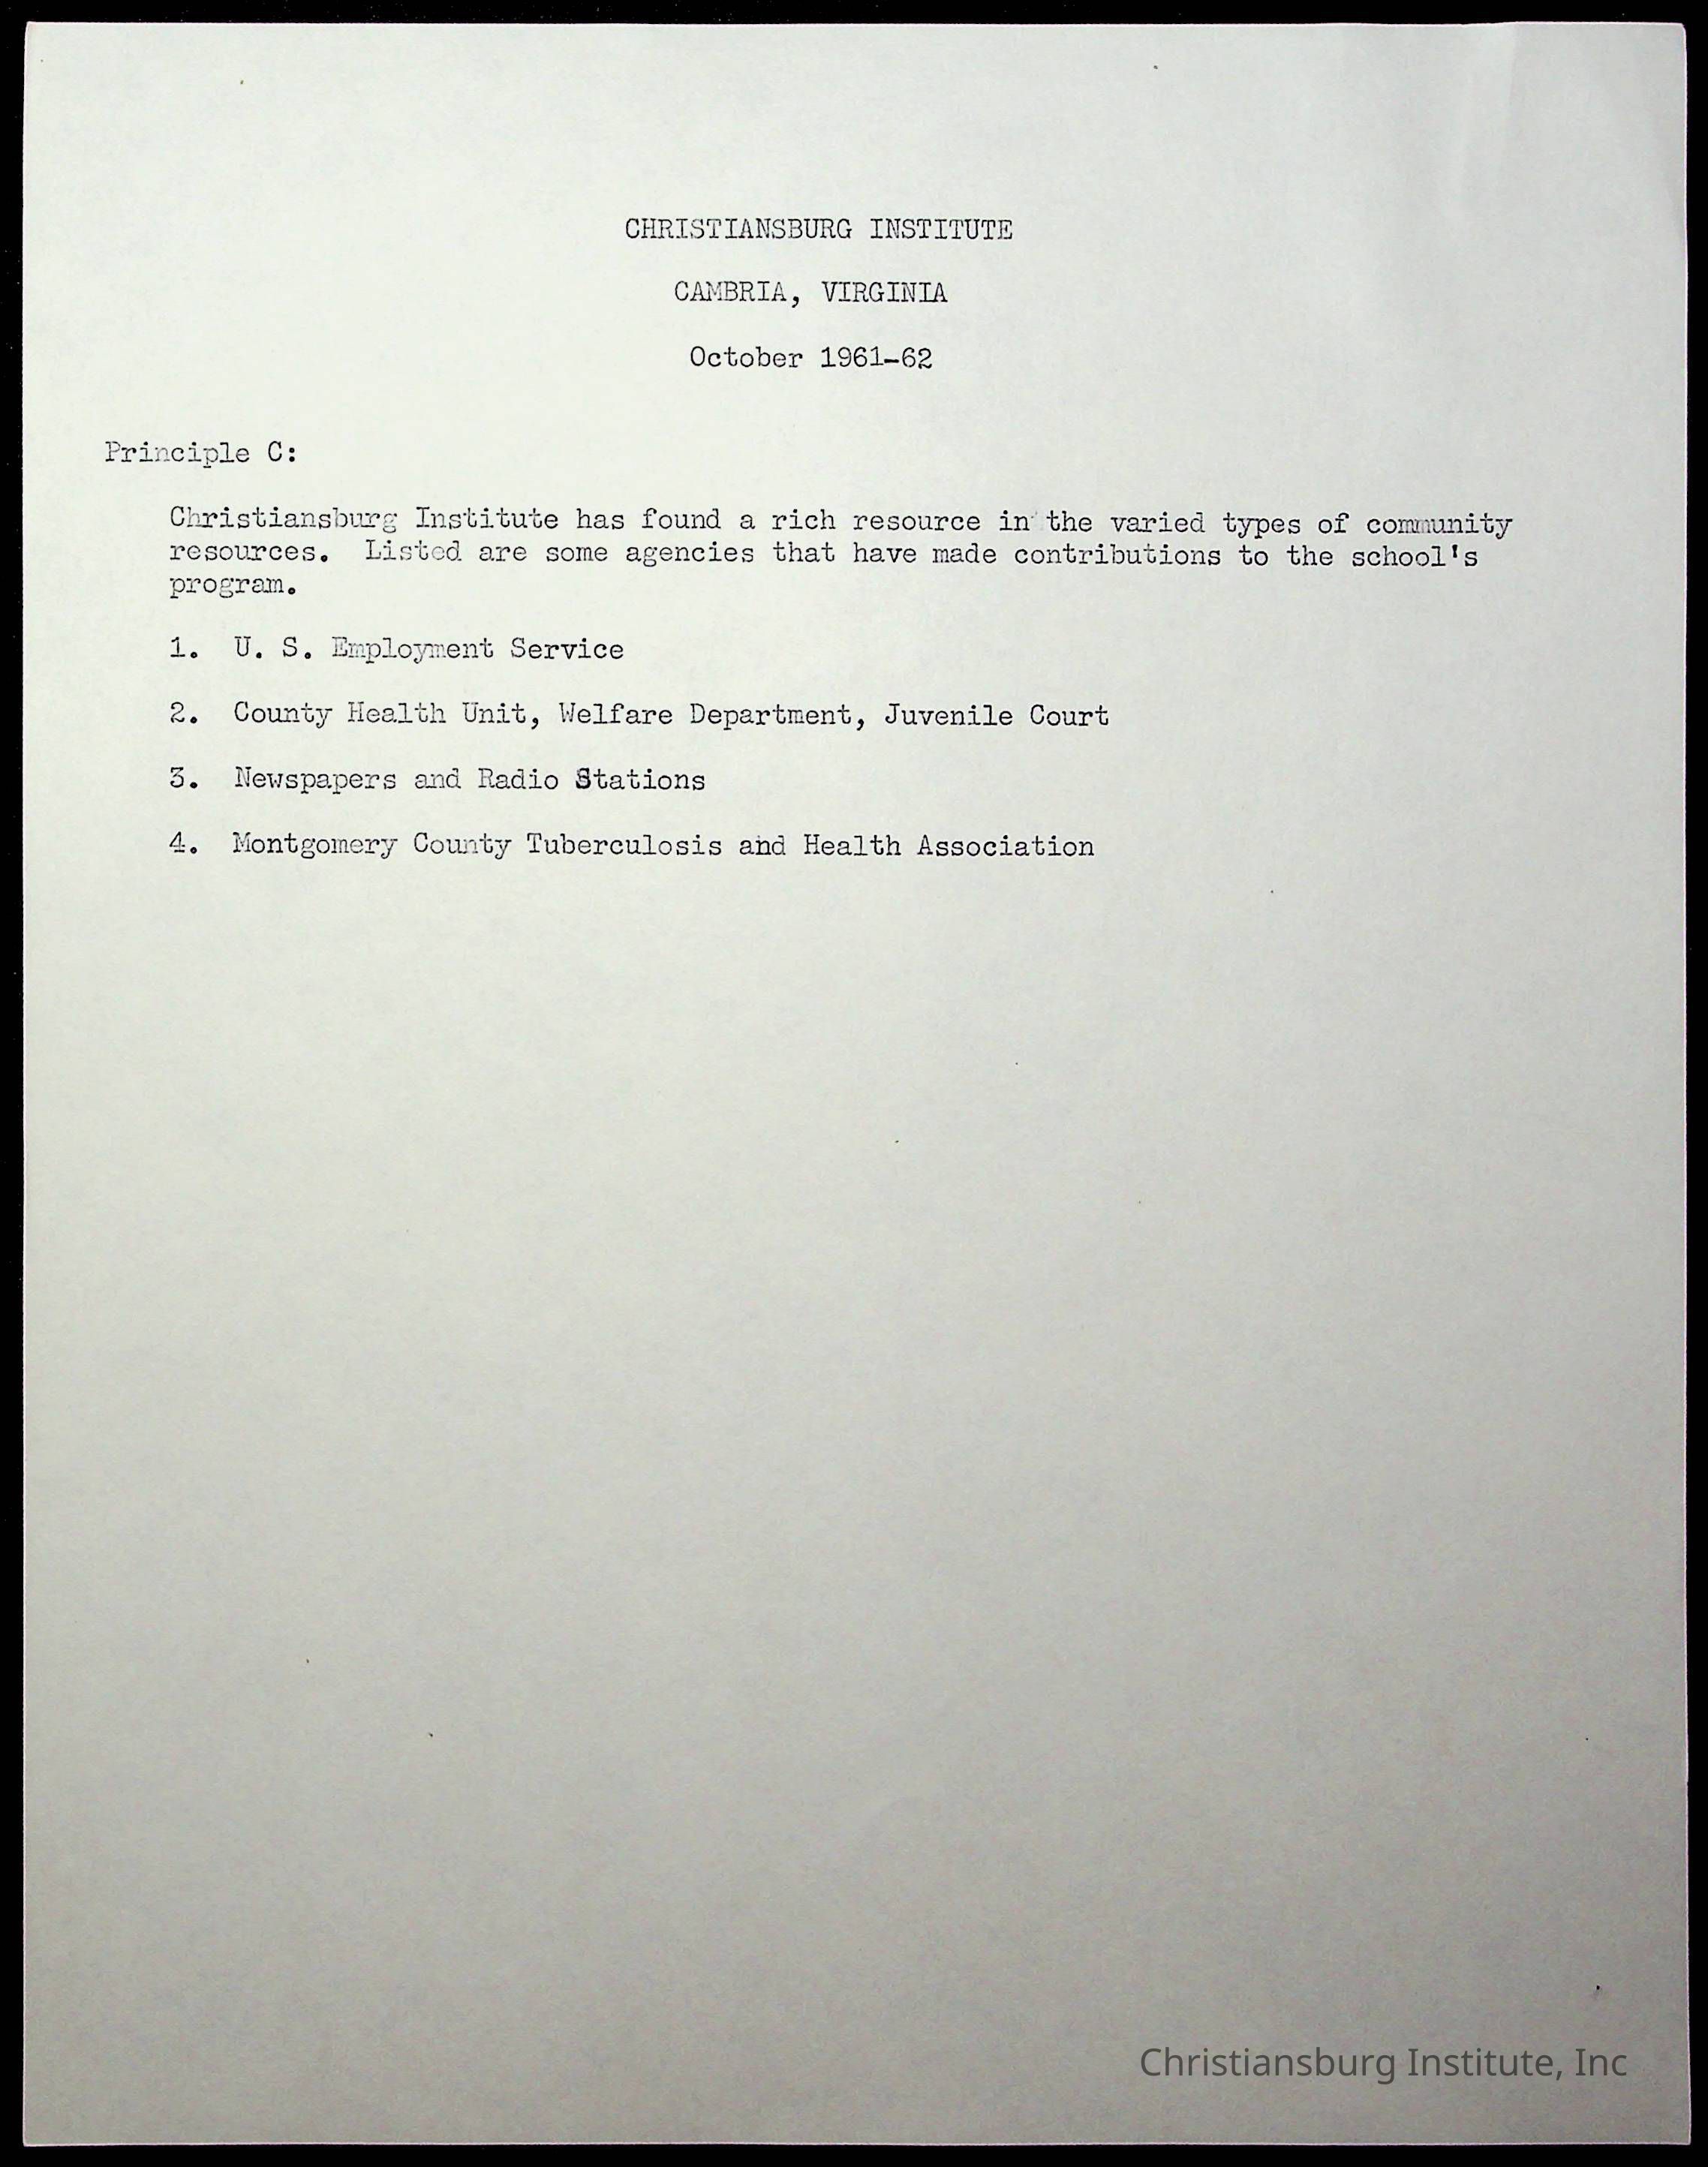 CHRISTIANSBURG INSTITUTE
CAMBRIA, VIRGINIA
October 1961-62
Principle C:
Christiansburg Institute has found a rich resource in the varied types of community
resources.  Listed are some agencies that have made contributions to the school's
program.
1.  U. S. Employment Service
2.  County Health Unit, Welfare Department, Juvenile Court
3.  Newspapers and Radio Stations
4.  Montgomery County Tuberculosis and Health Association
Christiansburg Institute, Inc